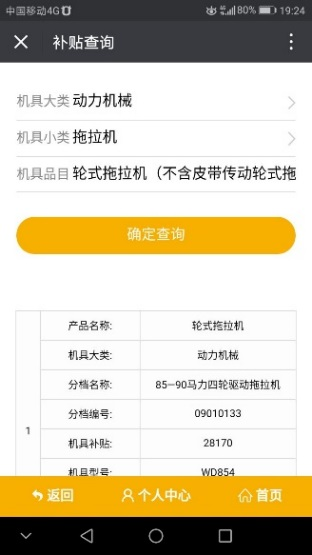 中国移动4G 80% 19:24
补贴查询
机具大类 动力机械
机具小类 拖拉机
机具品目 轮式拖拉机（不含皮带传动轮式拖
确定查询
1
产品名称: 轮式拖拉机
机具大类: 动力机械
分档名称: 85—90马力四轮驱动拖拉机
分档编号: 09010133
机具补贴: 28170
机具型号: WD854
返回 个人中心 首页